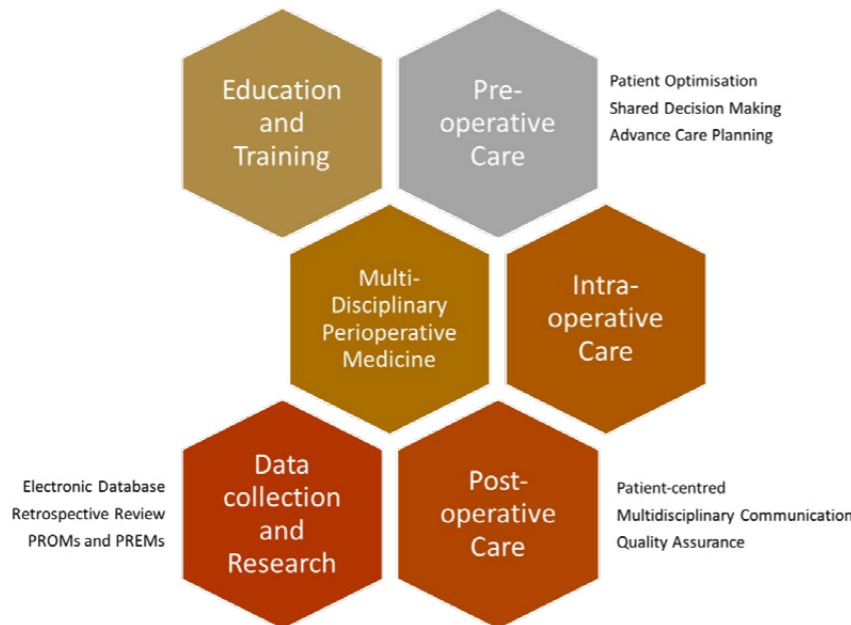 Education
and
Training
Pre-
operative
Care
Patient Optimisation
Shared Decision Making
Advance Care Planning
Multi-
Disciplinary
Perioperative
Medicine
Intra-
operative
Care
Electronic Database
Retrospective Review
PROMs and PREMs
Data
collection
and
Research
Post-
operative
Care
Patient-centred
Multidisciplinary Communication
Quality Assurance